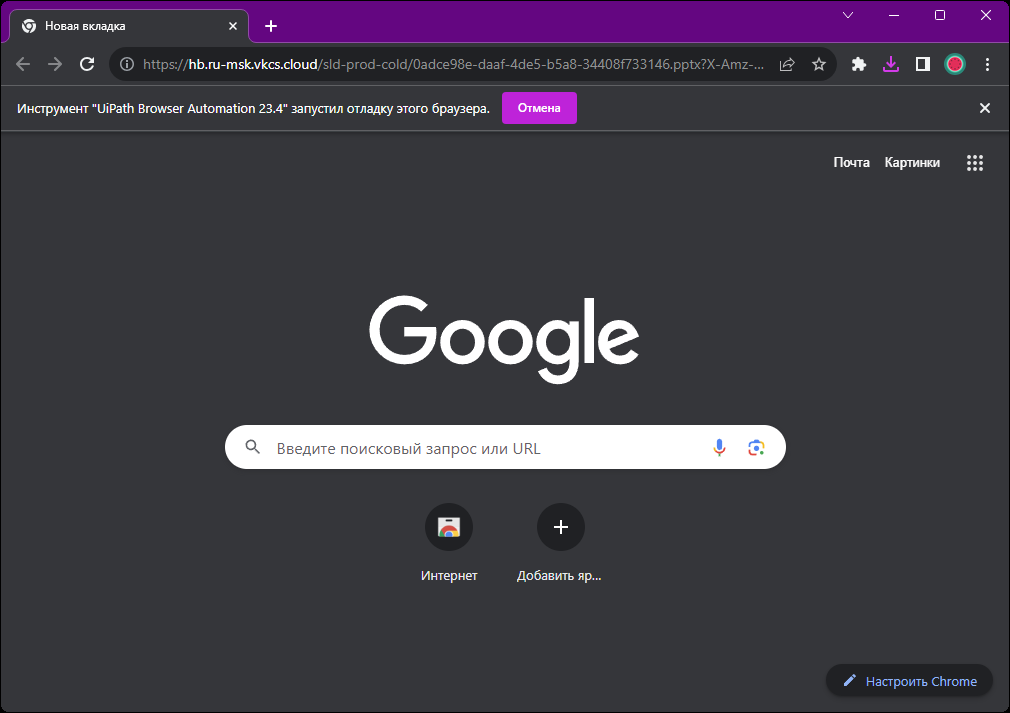 Новая вкладка
https://hb.ru-msk.vkcs.cloud/sld-prod-cold/0adce98e-daaf-4de5-b5a8-34408f733146.pptx?X-Amz-...
Инструмент "UiPath Browser Automation 23.4" запустил отладку этого браузера. Отмена
Почта Картинки
Google
Введите поисковый запрос или URL
Интернет Добавить яр...
Настроить Chrome